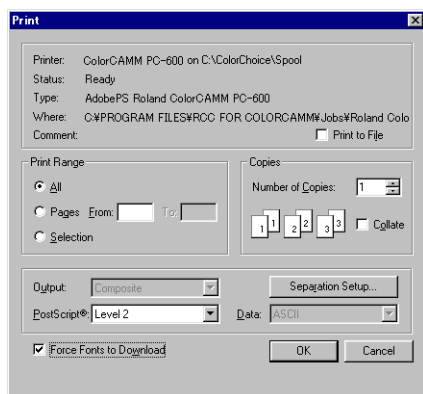 Print
Printer: ColorCAMM PC-600 on C:\ColorChoice\Spool
Status: Ready
Type: AdobePS Roland ColorCAMM PC-600
Where: C:¥PROGRAM FILES¥RCC FOR COLORCAMM¥Jobs¥Roland Colo
Comment: Print to File
Print Range
All
Pages From: To:
Selection
Copies
Number of Copies: 1
1 1 2 2 3 3 Collate
Output: Composite Separation Setup...
PostScript®: Level 2 Data: ASCII
Force Fonts to Download OK Cancel